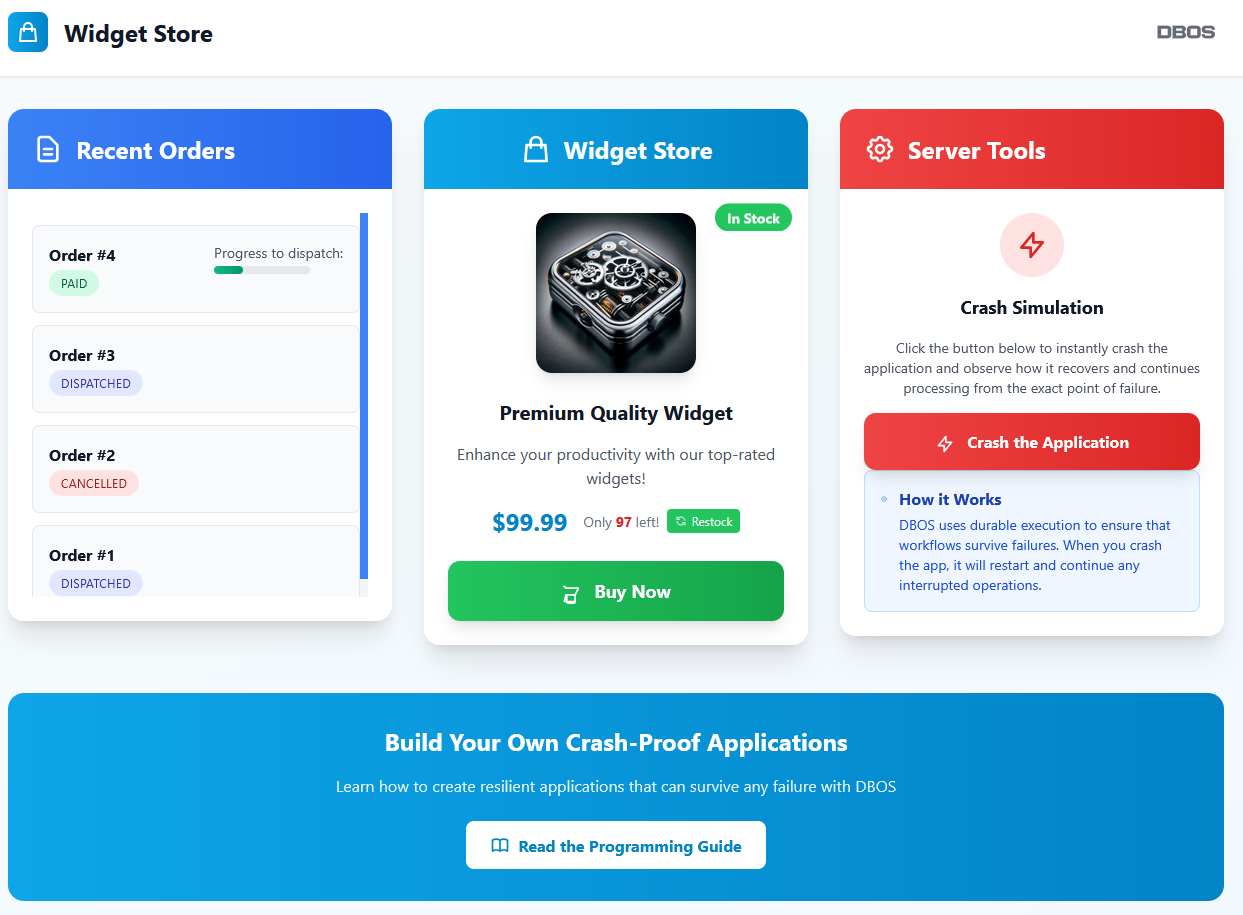 Widget Store
DBOS
Recent Orders
Order #4
PAID
Progress to dispatch:
Order #3
DISPATCHED
Order #2
CANCELLED
Order #1
DISPATCHED
Widget Store
In Stock
Premium Quality Widget
Enhance your productivity with our top-rated
widgets!
$99.99 Only 97 left! Restock
Buy Now
Server Tools
Crash Simulation
Click the button below to instantly crash the
application and observe how it recovers and continues
processing from the exact point of failure.
Crash the Application
How it Works
DBOS uses durable execution to ensure that
workflows survive failures. When you crash
the app, it will restart and continue any
interrupted operations.
Build Your Own Crash-Proof Applications
Learn how to create resilient applications that can survive any failure with DBOS
Read the Programming Guide